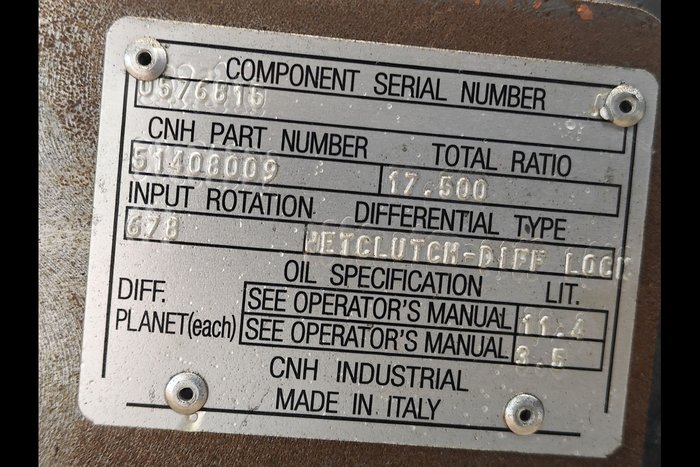 COMPONENT SERIAL NUMBER
0576815
CNH PART NUMBER TOTAL RATIO
51408009 17.500
INPUT ROTATION DIFFERENTIAL TYPE
678 WETCLUTCH-DIFF LOCK
OIL SPECIFICATION LIT.
DIFF. SEE OPERATOR'S MANUAL 11.4
PLANET(each) SEE OPERATOR'S MANUAL 3.5
CNH INDUSTRIAL
MADE IN ITALY